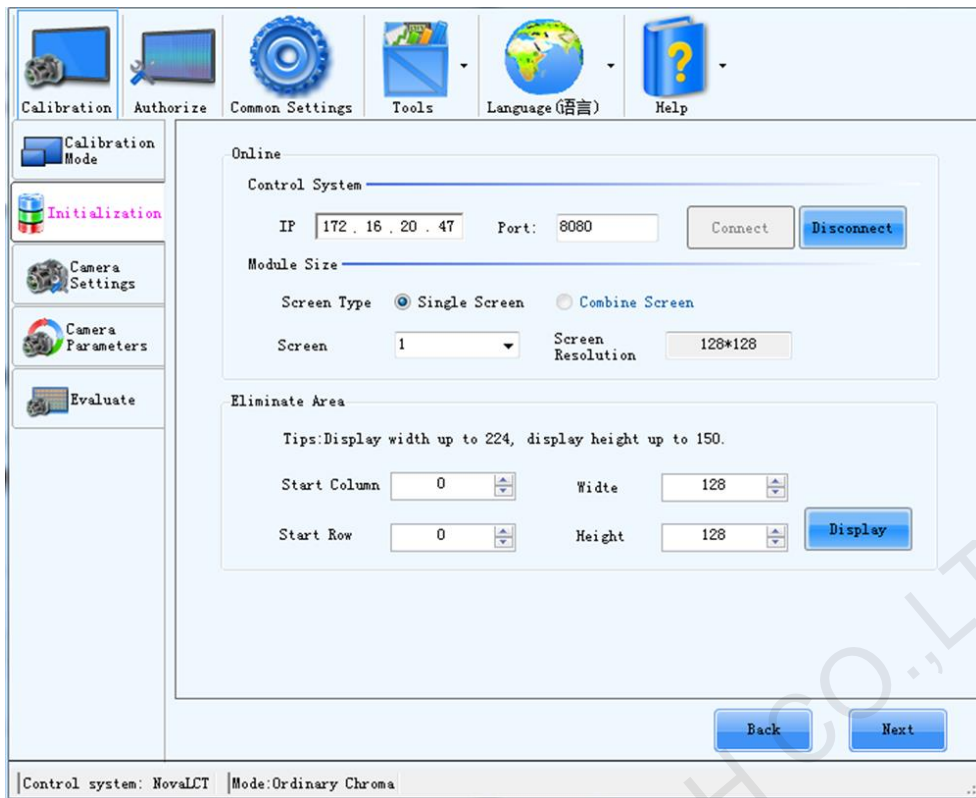 Calibration Authorize Common Settings Tools Language(语言) Help
Calibration
Mode
Initialization
Camera
Settings
Camera
Parameters
Evaluate
Online
Control System
IP 172 . 16 . 20 . 47 Port: 8080 Connect Disconnect
Module Size
Screen Type Single Screen Combine Screen
Screen 1 Screen
Resolution 128*128
Eliminate Area
Tips:Display width up to 224, display height up to 150.
Start Column 0 Widte 128
Start Row 0 Height 128 Display
Back Next
Control system: NovaLCT Mode:Ordinary Chroma
H CO.,LT